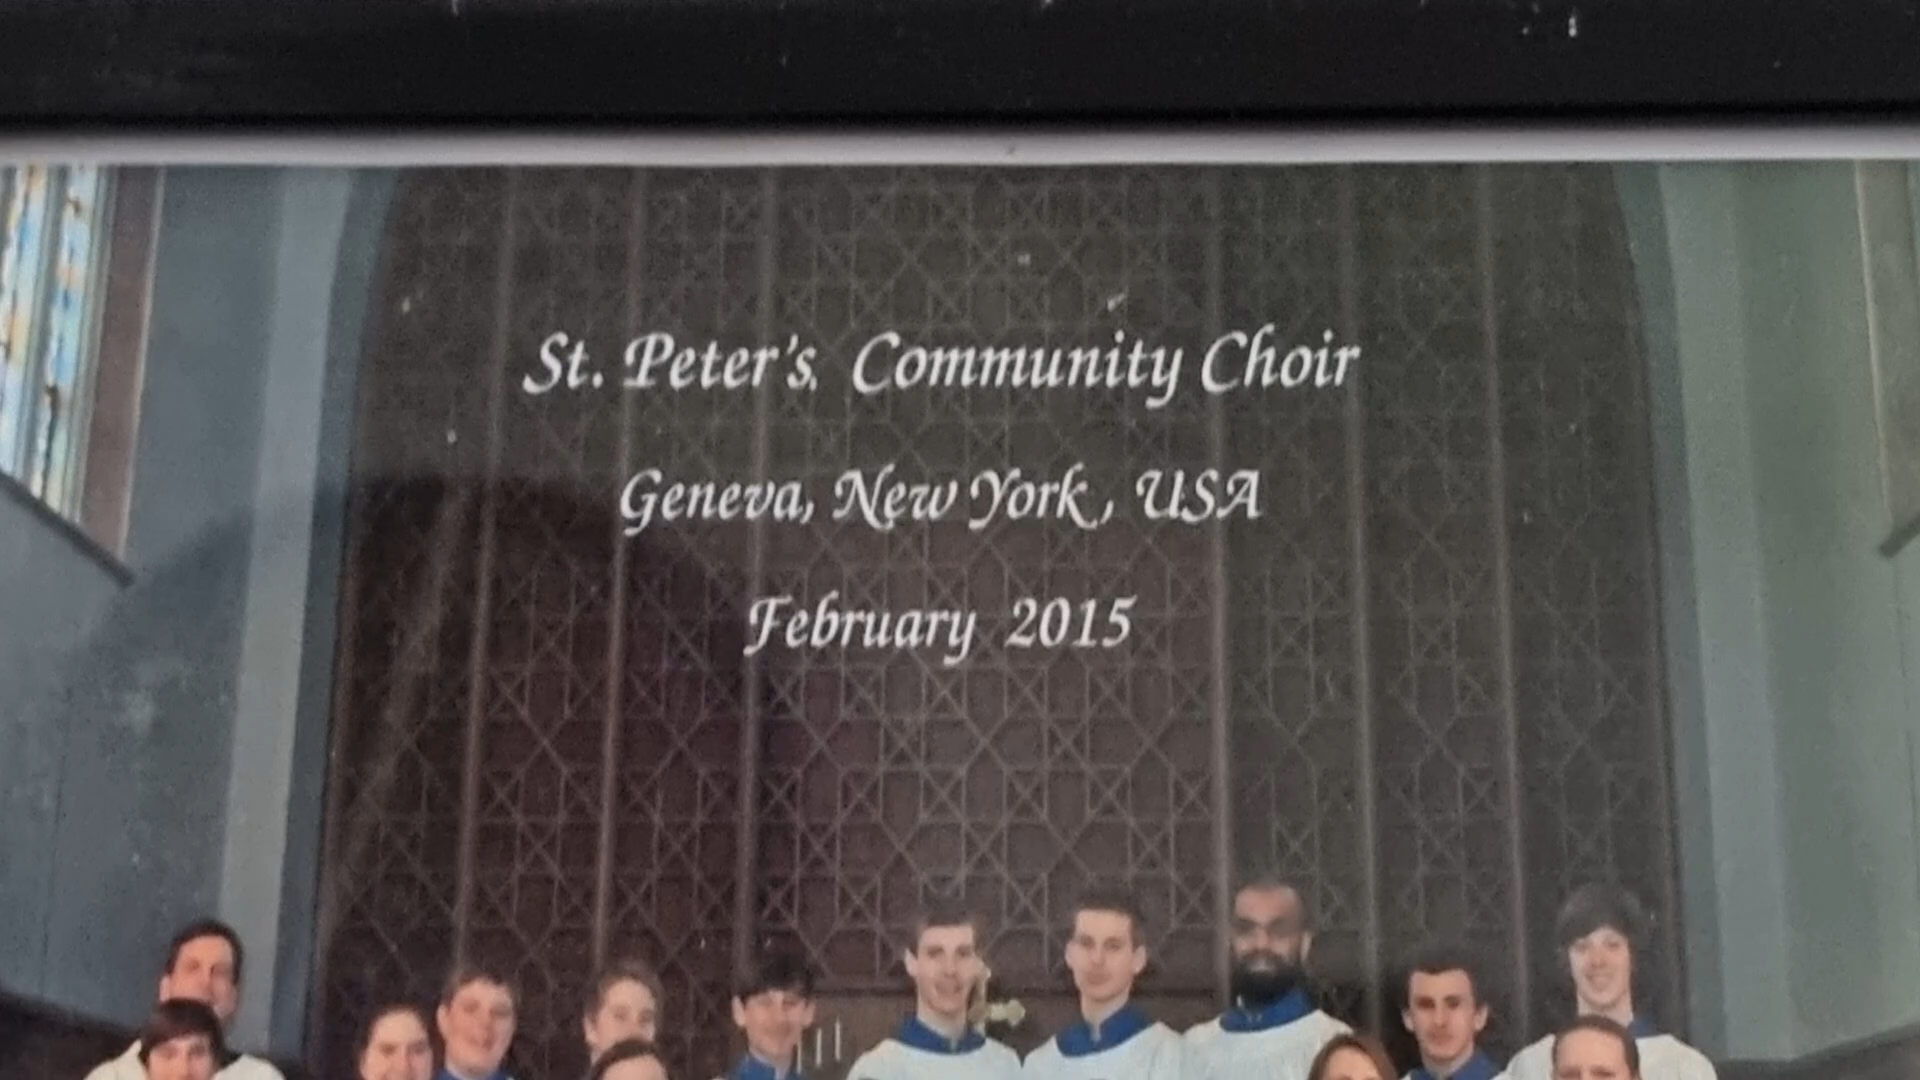 St. Peter's, Community Choir
Geneva, New York, USA
February 2015